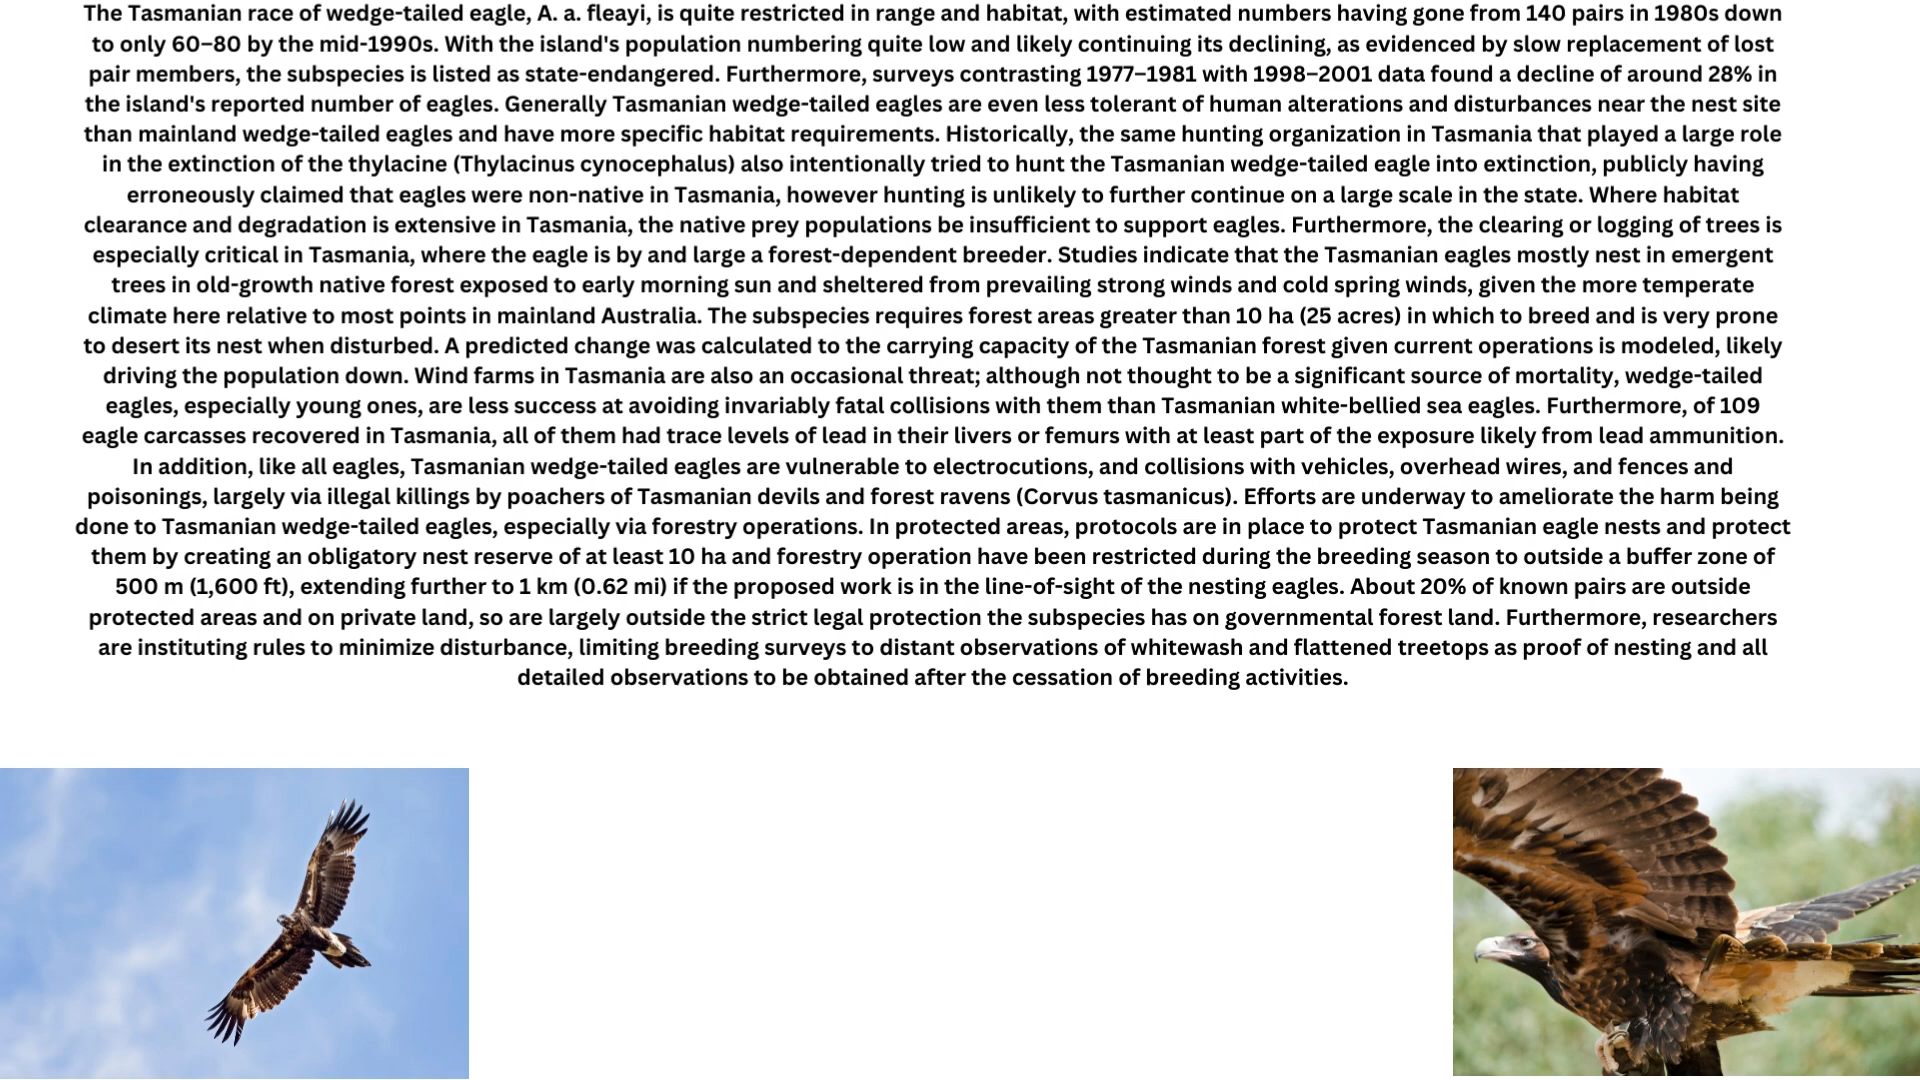 The Tasmanian race of wedge-tailed eagle, A. a. fleayi, is quite restricted in range and habitat, with estimated numbers having gone from 140 pairs in 1980s down
to only 60–80 by the mid-1990s. With the island's population numbering quite low and likely continuing its declining, as evidenced by slow replacement of lost
pair members, the subspecies is listed as state-endangered. Furthermore, surveys contrasting 1977–1981 with 1998–2001 data found a decline of around 28% in
the island's reported number of eagles. Generally Tasmanian wedge-tailed eagles are even less tolerant of human alterations and disturbances near the nest site
than mainland wedge-tailed eagles and have more specific habitat requirements. Historically, the same hunting organization in Tasmania that played a large role
in the extinction of the thylacine (Thylacinus cynocephalus) also intentionally tried to hunt the Tasmanian wedge-tailed eagle into extinction, publicly having
erroneously claimed that eagles were non-native in Tasmania, however hunting is unlikely to further continue on a large scale in the state. Where habitat
clearance and degradation is extensive in Tasmania, the native prey populations be insufficient to support eagles. Furthermore, the clearing or logging of trees is
especially critical in Tasmania, where the eagle is by and large a forest-dependent breeder. Studies indicate that the Tasmanian eagles mostly nest in emergent
trees in old-growth native forest exposed to early morning sun and sheltered from prevailing strong winds and cold spring winds, given the more temperate
climate here relative to most points in mainland Australia. The subspecies requires forest areas greater than 10 ha (25 acres) in which to breed and is very prone
to desert its nest when disturbed. A predicted change was calculated to the carrying capacity of the Tasmanian forest given current operations is modeled, likely
driving the population down. Wind farms in Tasmania are also an occasional threat; although not thought to be a significant source of mortality, wedge-tailed
eagles, especially young ones, are less success at avoiding invariably fatal collisions with them than Tasmanian white-bellied sea eagles. Furthermore, of 109
eagle carcasses recovered in Tasmania, all of them had trace levels of lead in their livers or femurs with at least part of the exposure likely from lead ammunition.
In addition, like all eagles, Tasmanian wedge-tailed eagles are vulnerable to electrocutions, and collisions with vehicles, overhead wires, and fences and
poisonings, largely via illegal killings by poachers of Tasmanian devils and forest ravens (Corvus tasmanicus). Efforts are underway to ameliorate the harm being
done to Tasmanian wedge-tailed eagles, especially via forestry operations. In protected areas, protocols are in place to protect Tasmanian eagle nests and protect
them by creating an obligatory nest reserve of at least 10 ha and forestry operation have been restricted during the breeding season to outside a buffer zone of
500 m (1,600 ft), extending further to 1 km (0.62 mi) if the proposed work is in the line-of-sight of the nesting eagles. About 20% of known pairs are outside
protected areas and on private land, so are largely outside the strict legal protection the subspecies has on governmental forest land. Furthermore, researchers
are instituting rules to minimize disturbance, limiting breeding surveys to distant observations of whitewash and flattened treetops as proof of nesting and all
detailed observations to be obtained after the cessation of breeding activities.